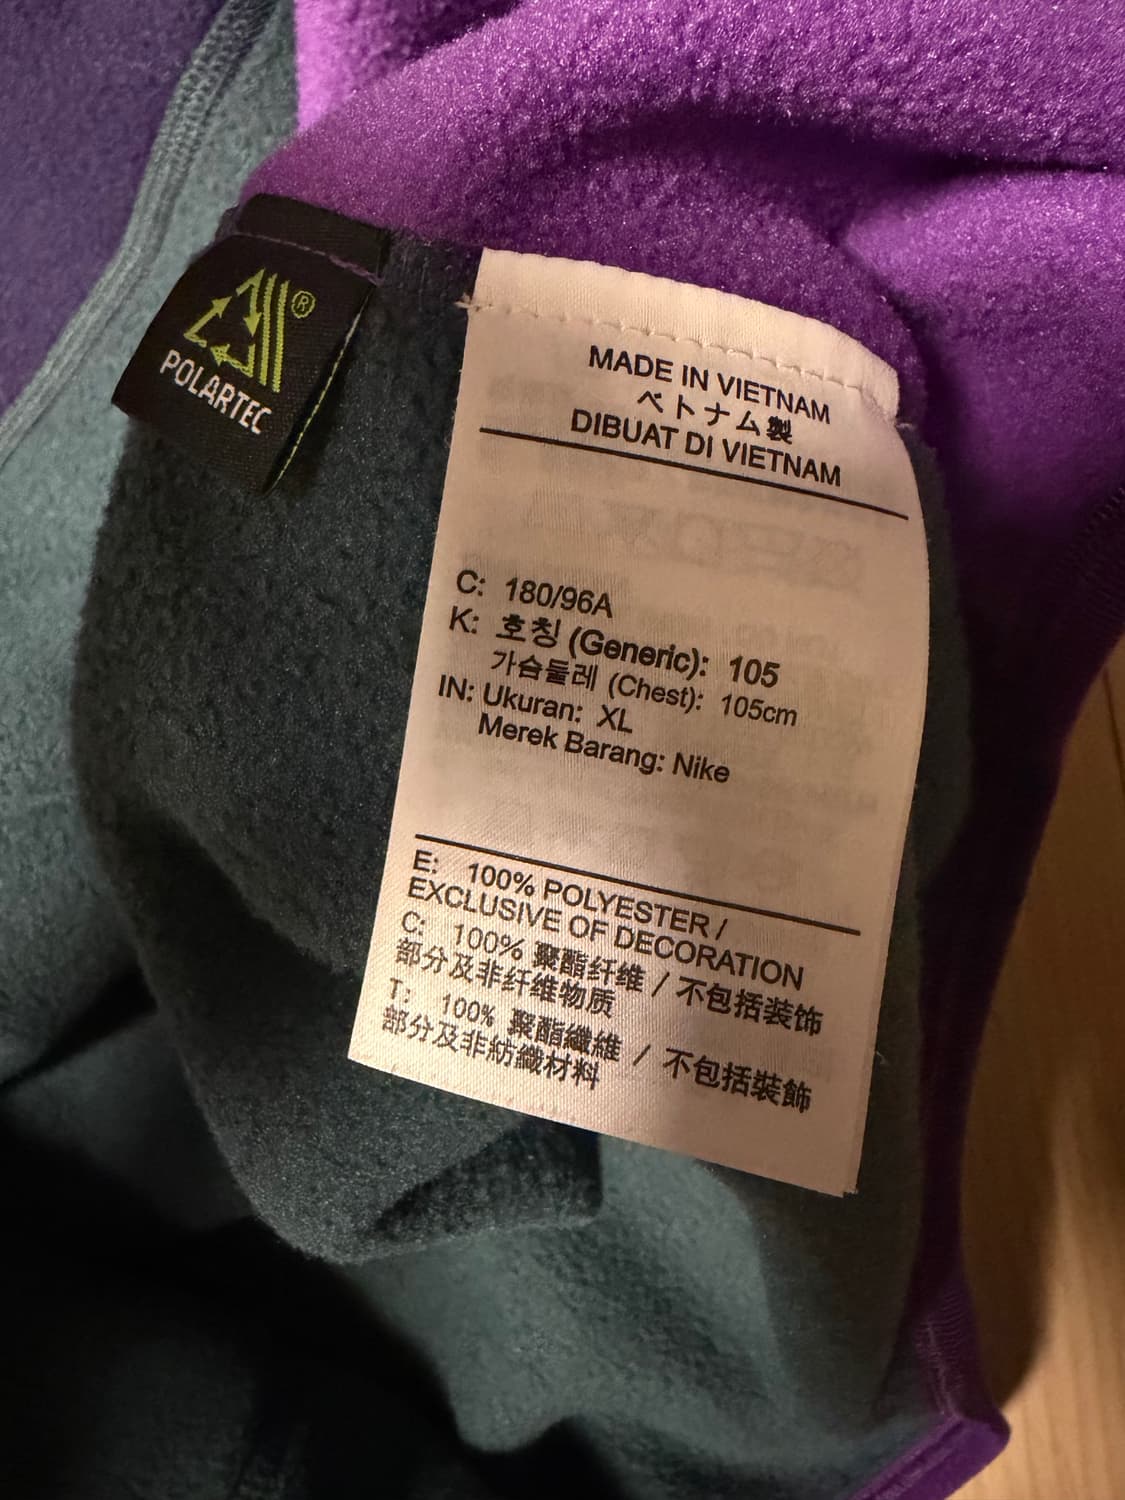 ®
POLARTEC
MADE IN VIETNAM
ベトナム製
DIBUAT DI VIETNAM
C: 180/96A
K: 호칭 (Generic): 105
가슴둘레 (Chest): 105cm
IN: Ukuran: XL
Merek Barang: Nike
E: 100% POLYESTER /
EXCLUSIVE OF DECORATION
C: 100% 聚酯纤维 / 不包括装饰
部分及非纤维物质
T: 100% 聚酯纖維 / 不包括裝飾
部分及非紡織材料